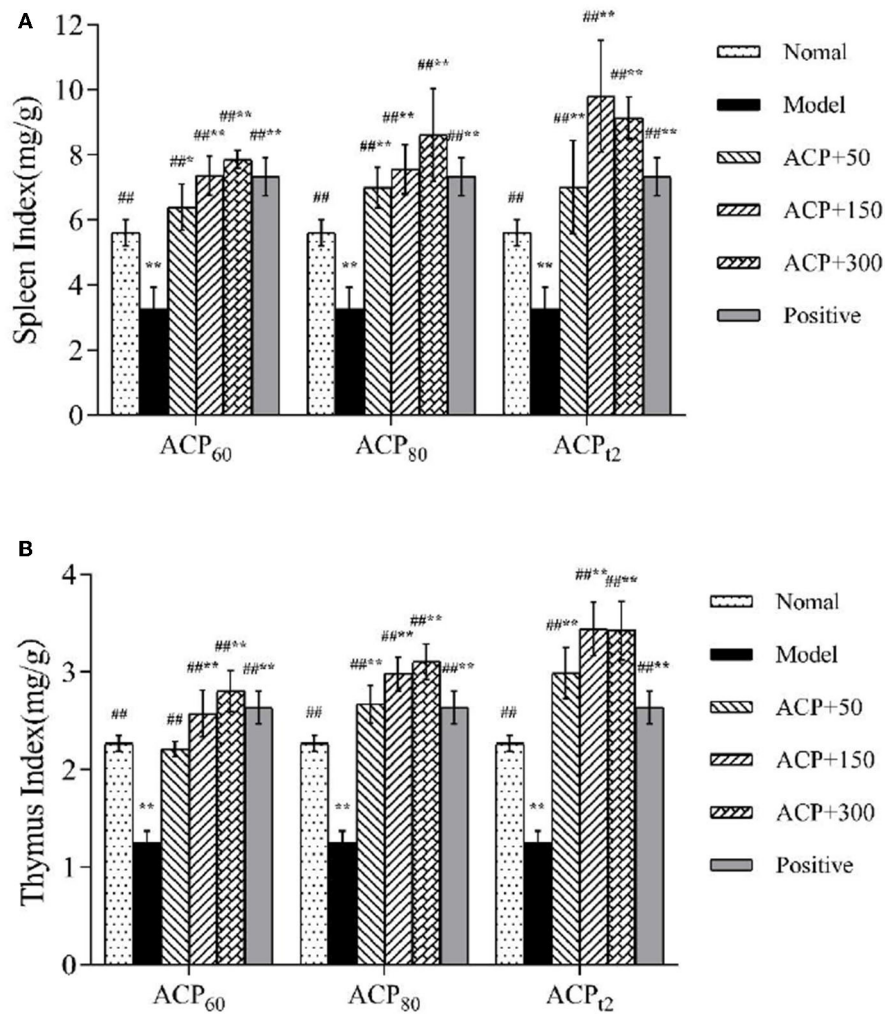 A
Spleen Index(mg/g)
12
10
8
6
4
2
0
## ** ##* ##** ##** ##**
## ** ##** ##** ##** ##**
## ** ##** ##** ##** ##**
ACP60 ACP80 ACPt2
Nomal
Model
ACP+50
ACP+150
ACP+300
Positive
B
Thymus Index(mg/g)
4
3
2
1
0
## ** ## ##** ##** ##**
## ** ##** ##** ##** ##**
## ** ##** ##** ##** ##**
ACP60 ACP80 ACPt2
Nomal
Model
ACP+50
ACP+150
ACP+300
Positive